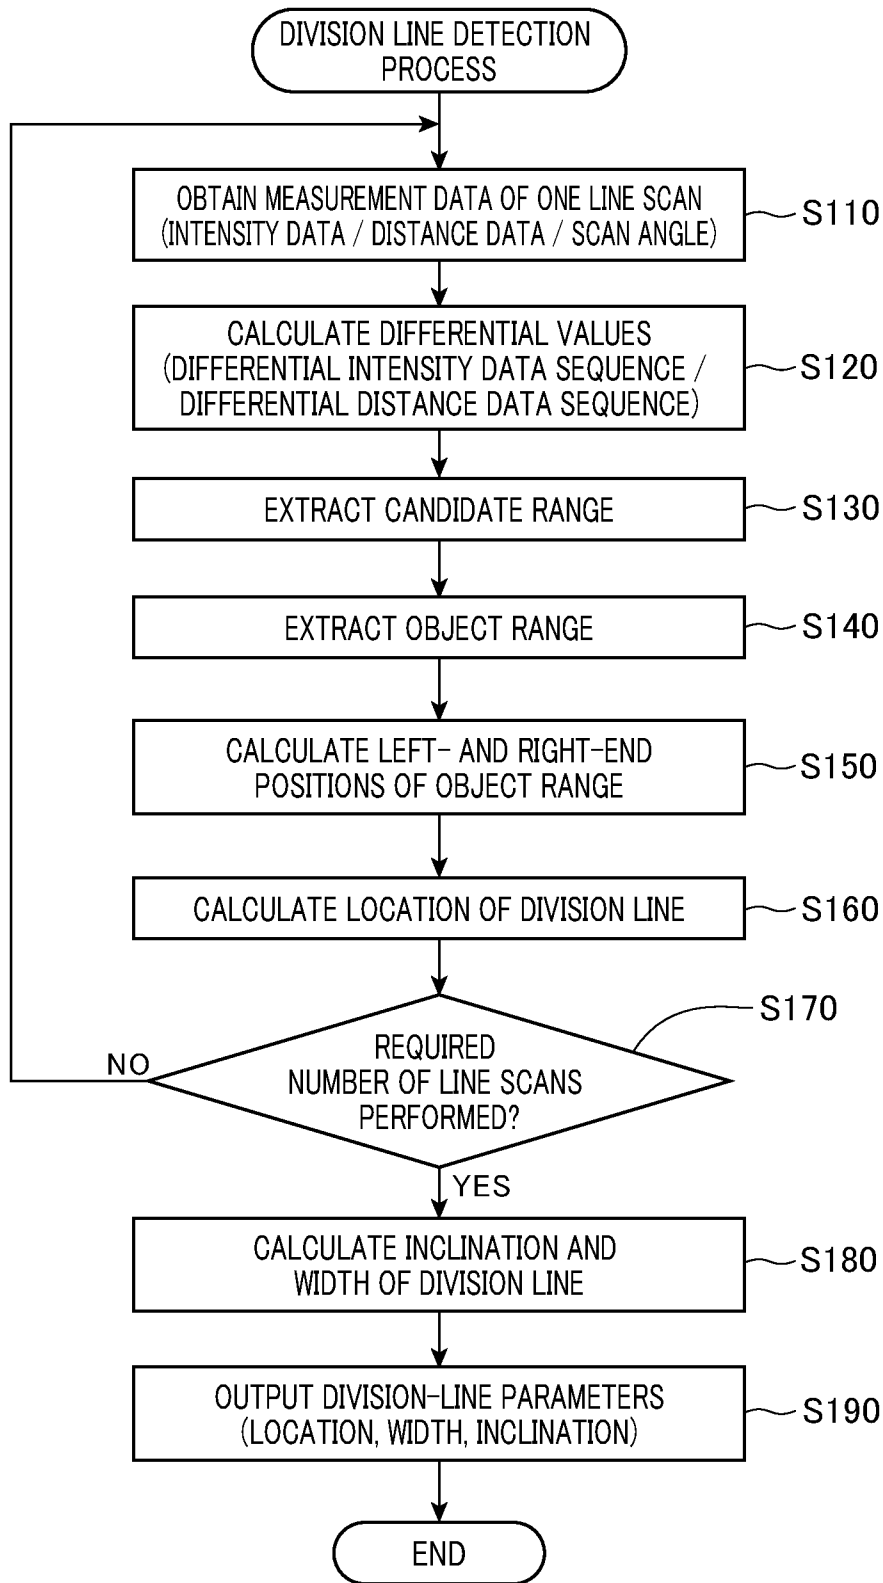 DIVISION LINE DETECTION
PROCESS
OBTAIN MEASUREMENT DATA OF ONE LINE SCAN
(INTENSITY DATA / DISTANCE DATA / SCAN ANGLE)
S110
CALCULATE DIFFERENTIAL VALUES
(DIFFERENTIAL INTENSITY DATA SEQUENCE /
DIFFERENTIAL DISTANCE DATA SEQUENCE)
S120
EXTRACT CANDIDATE RANGE
S130
EXTRACT OBJECT RANGE
S140
CALCULATE LEFT- AND RIGHT-END
POSITIONS OF OBJECT RANGE
S150
CALCULATE LOCATION OF DIVISION LINE
S160
S170
REQUIRED
NUMBER OF LINE SCANS
PERFORMED?
NO
YES
CALCULATE INCLINATION AND
WIDTH OF DIVISION LINE
S180
OUTPUT DIVISION-LINE PARAMETERS
(LOCATION, WIDTH, INCLINATION)
S190
END